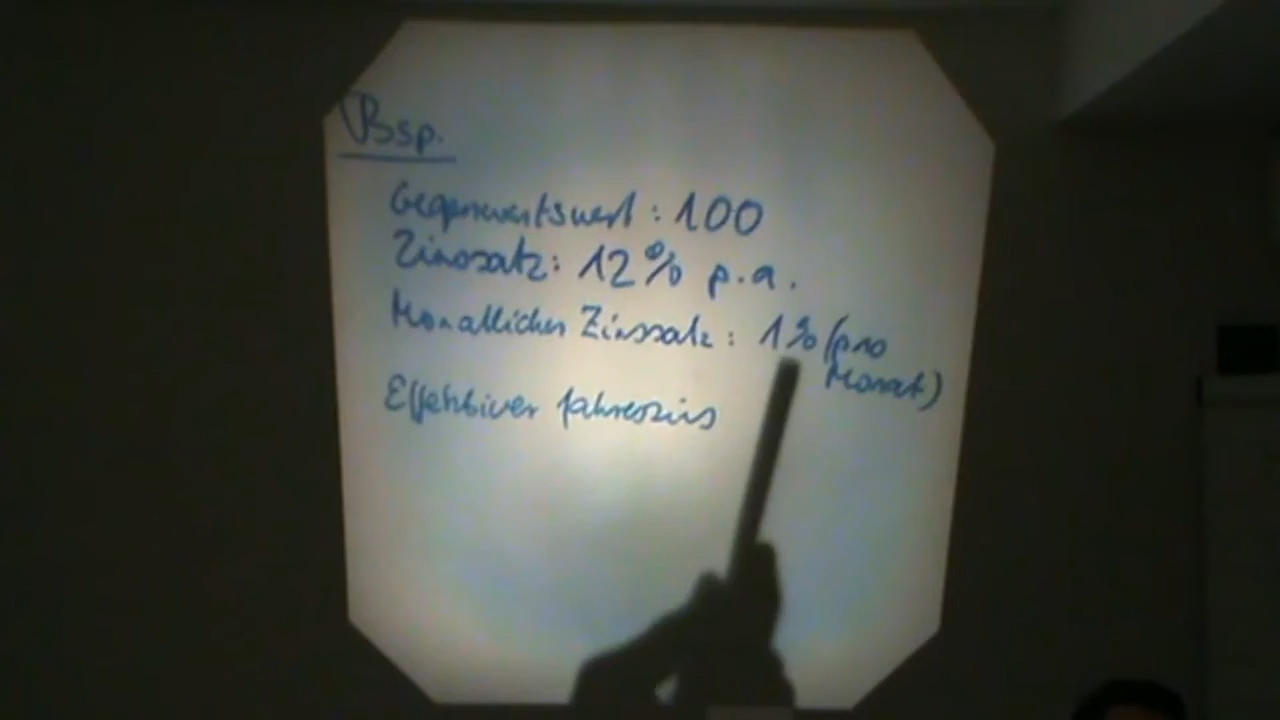 Bsp.
Gegenwartswert: 100
Zinssatz: 12% p.a.
Monatlicher Zinssatz: 1% (pro
Monat)
Effektiver Jahreszins